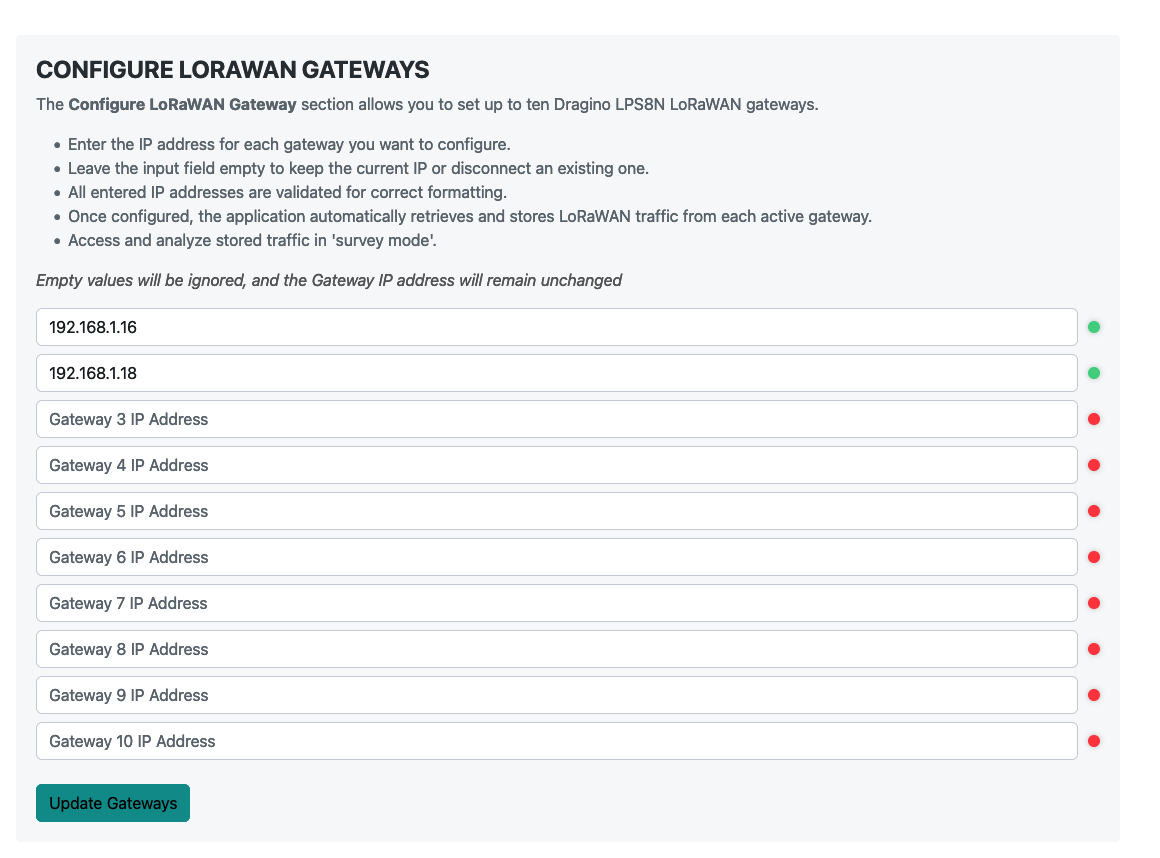 CONFIGURE LORAWAN GATEWAYS
The Configure LoRaWAN Gateway section allows you to set up to ten Dragino LPS8N LoRaWAN gateways.
• Enter the IP address for each gateway you want to configure.
• Leave the input field empty to keep the current IP or disconnect an existing one.
• All entered IP addresses are validated for correct formatting.
• Once configured, the application automatically retrieves and stores LoRaWAN traffic from each active gateway.
• Access and analyze stored traffic in 'survey mode'.
Empty values will be ignored, and the Gateway IP address will remain unchanged
192.168.1.16
192.168.1.18
Gateway 3 IP Address
Gateway 4 IP Address
Gateway 5 IP Address
Gateway 6 IP Address
Gateway 7 IP Address
Gateway 8 IP Address
Gateway 9 IP Address
Gateway 10 IP Address
Update Gateways